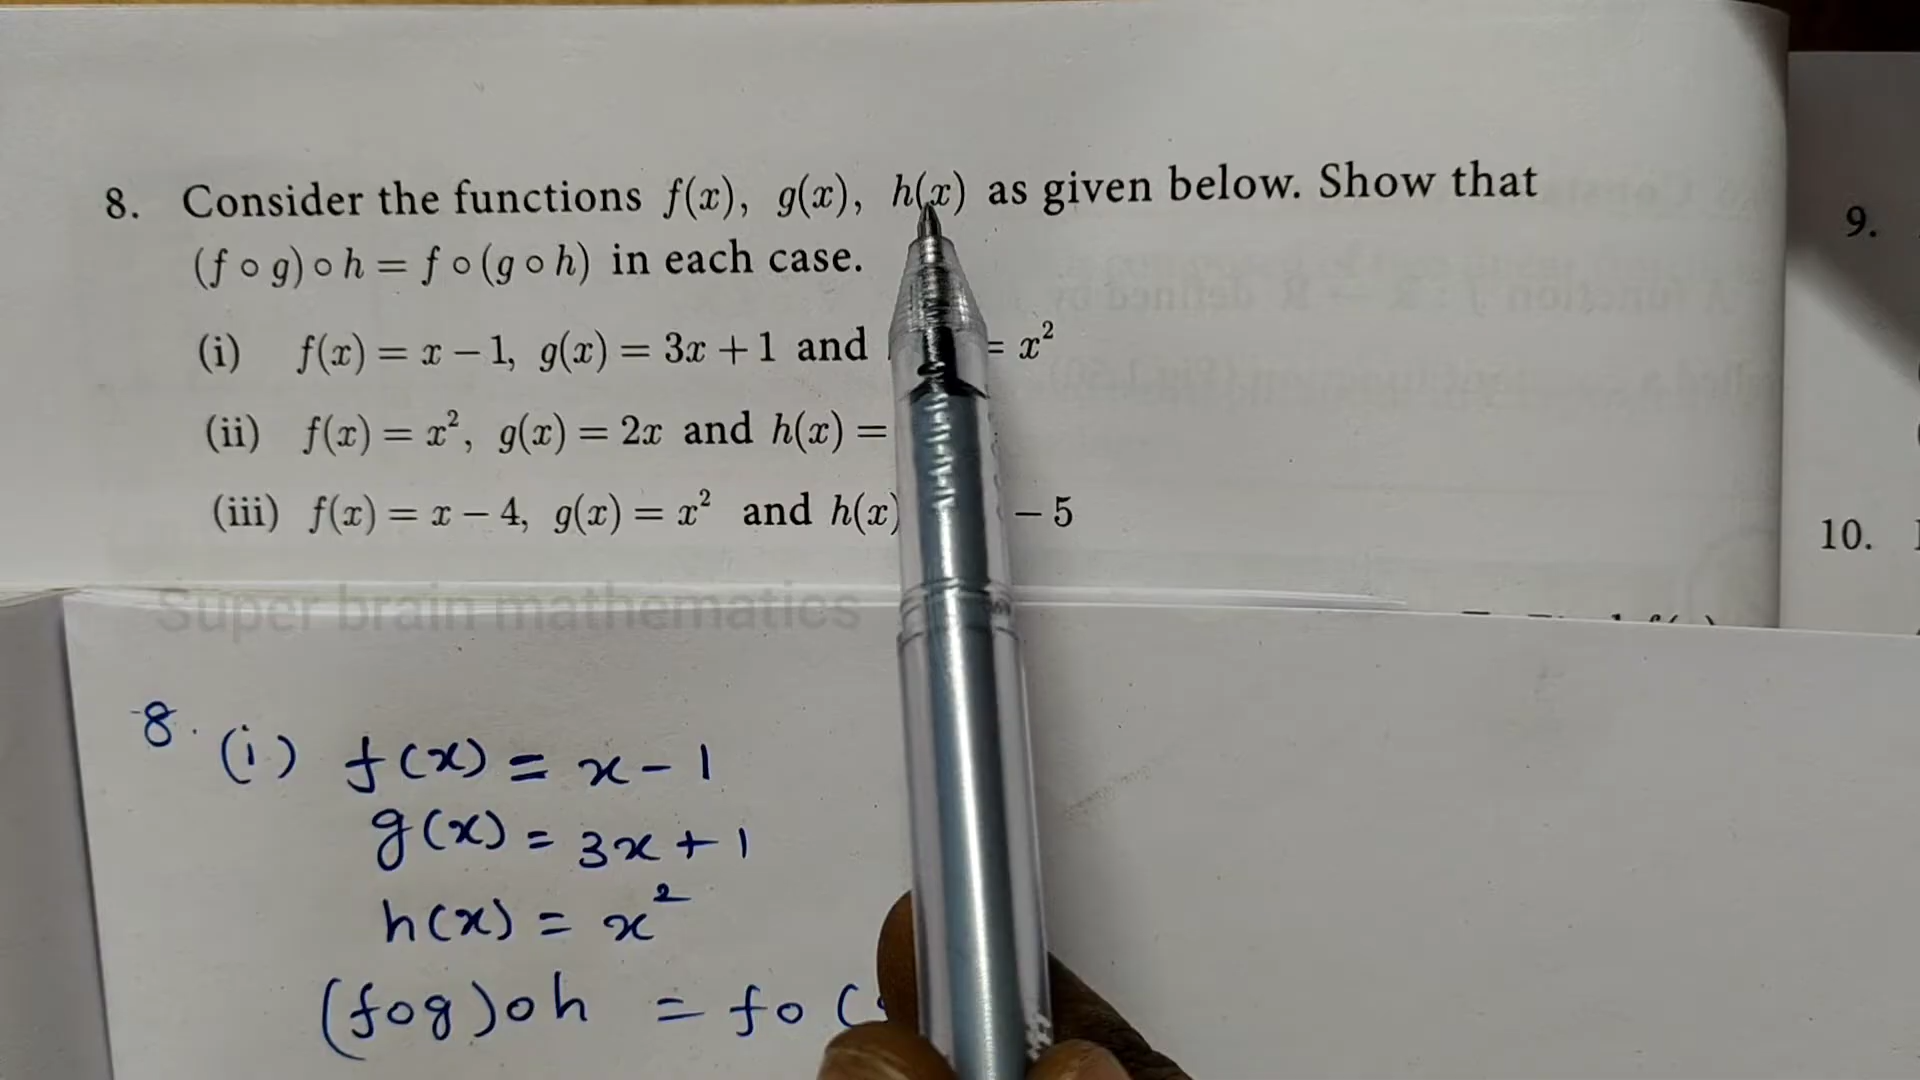 8. Consider the functions f(x), g(x), h(x) as given below. Show that
(f ∘ g) ∘ h = f ∘ (g ∘ h) in each case.
(i) f(x) = x − 1, g(x) = 3x + 1 and = x²
(ii) f(x) = x², g(x) = 2x and h(x) =
(iii) f(x) = x − 4, g(x) = x² and h(x) − 5
9.
10.
Super brain mathematics
8. (i) f(x) = x − 1
g(x) = 3x + 1
h(x) = x²
(fog)oh = fo (